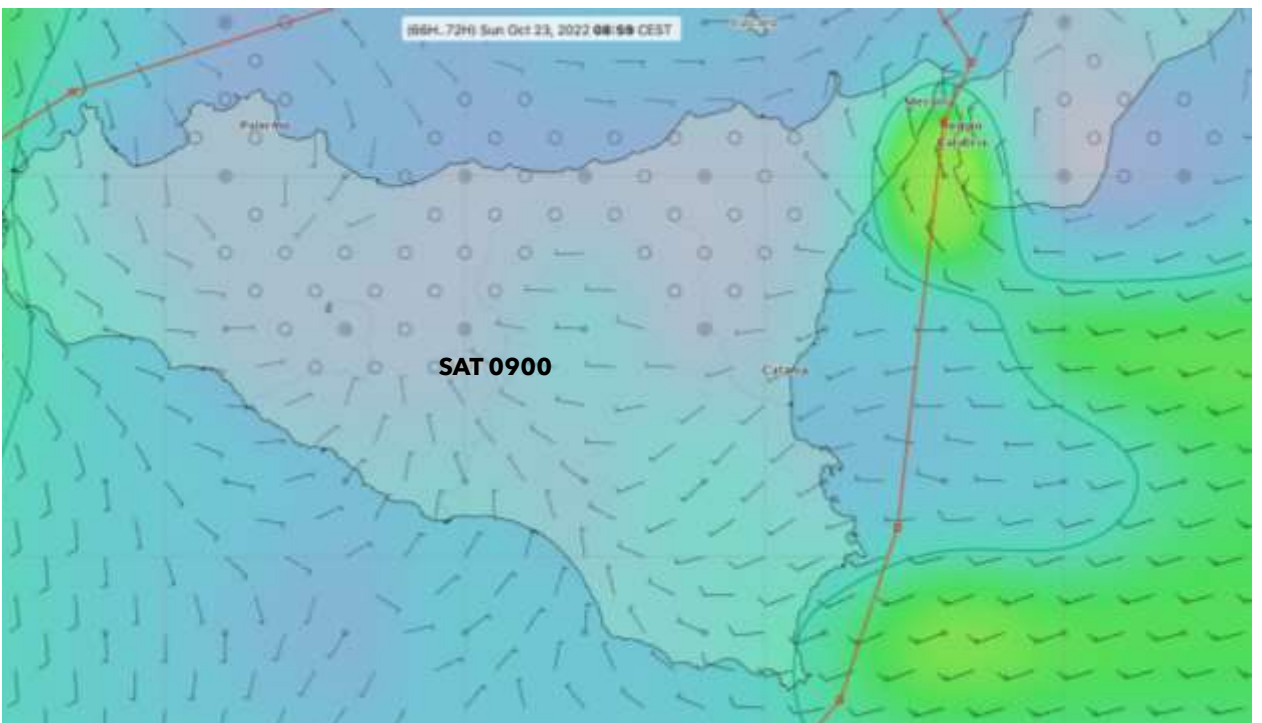 (66H..72H) Sun Oct 23, 2022 08:59 CEST
Messina
Palermo
Reggio
Calabria
SAT 0900
Catania